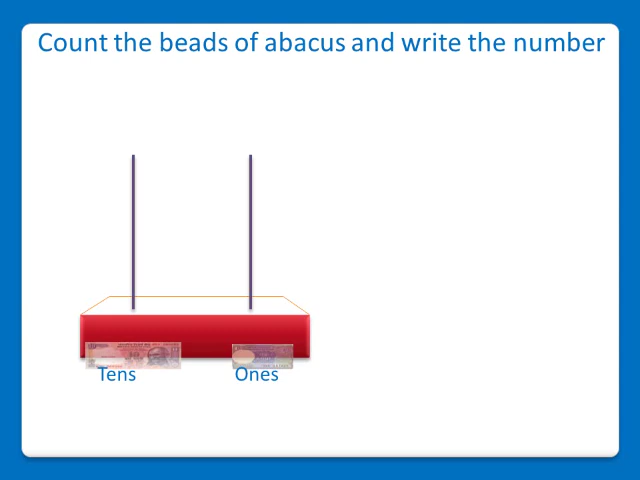 Count the beads of abacus and write the number
Tens
Ones